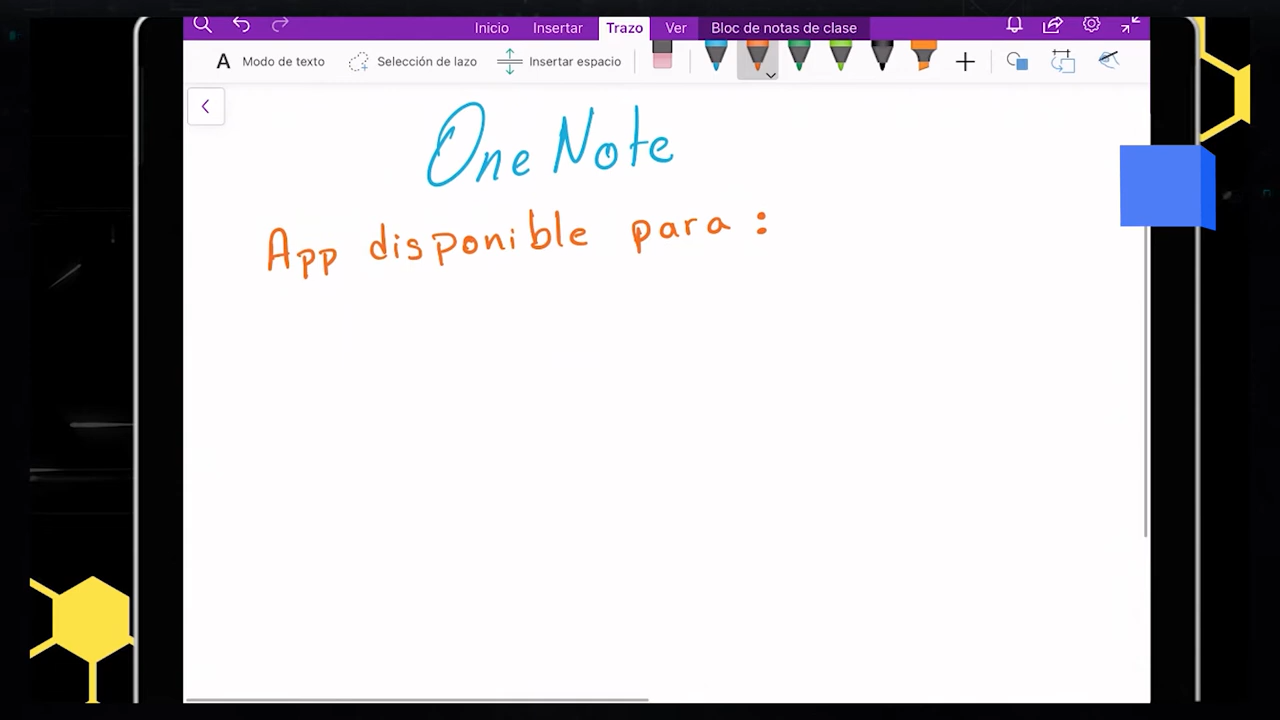 Inicio Insertar Trazo Ver Bloc de notas de clase
A Modo de texto Selección de lazo Insertar espacio
One Note
App disponible para :